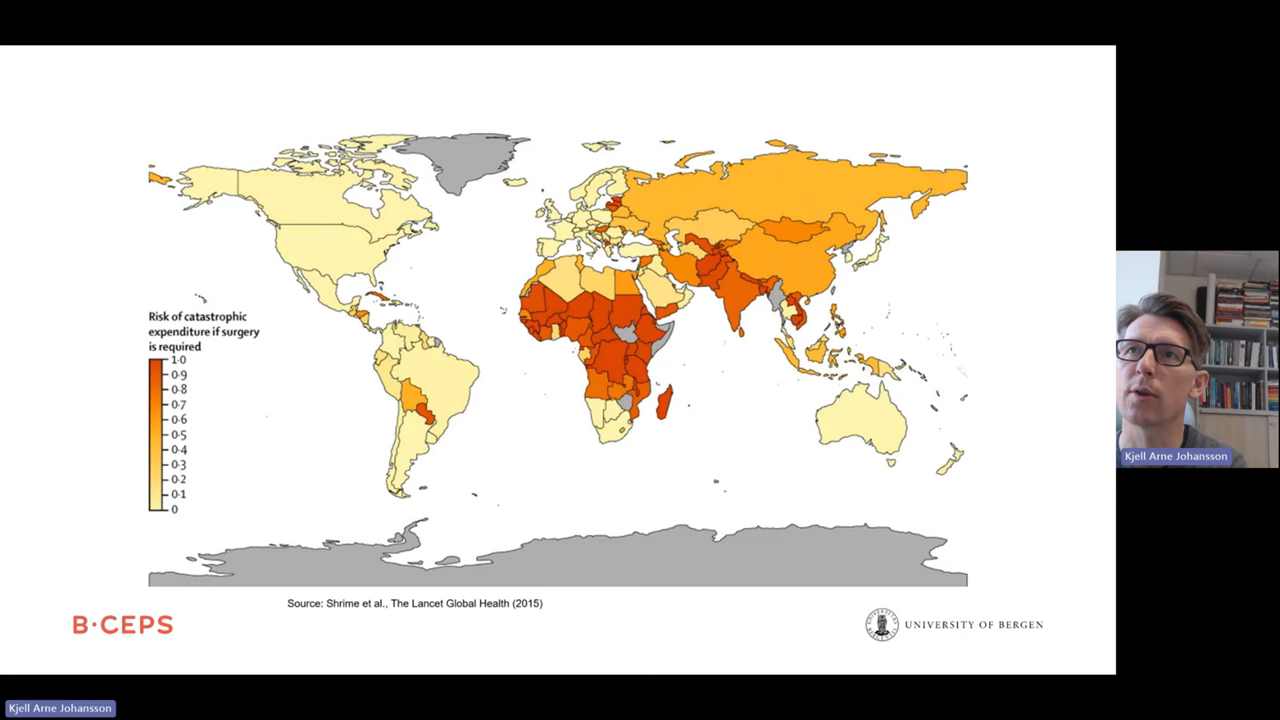 Risk of catastrophic
expenditure if surgery
is required
1·0
0·9
0·8
0·7
0·6
0·5
0·4
0·3
0·2
0·1
0
Source: Shrime et al., The Lancet Global Health (2015)
B·CEPS
UNIVERSITY OF BERGEN
Kjell Arne Johansson
Kjell Arne Johansson